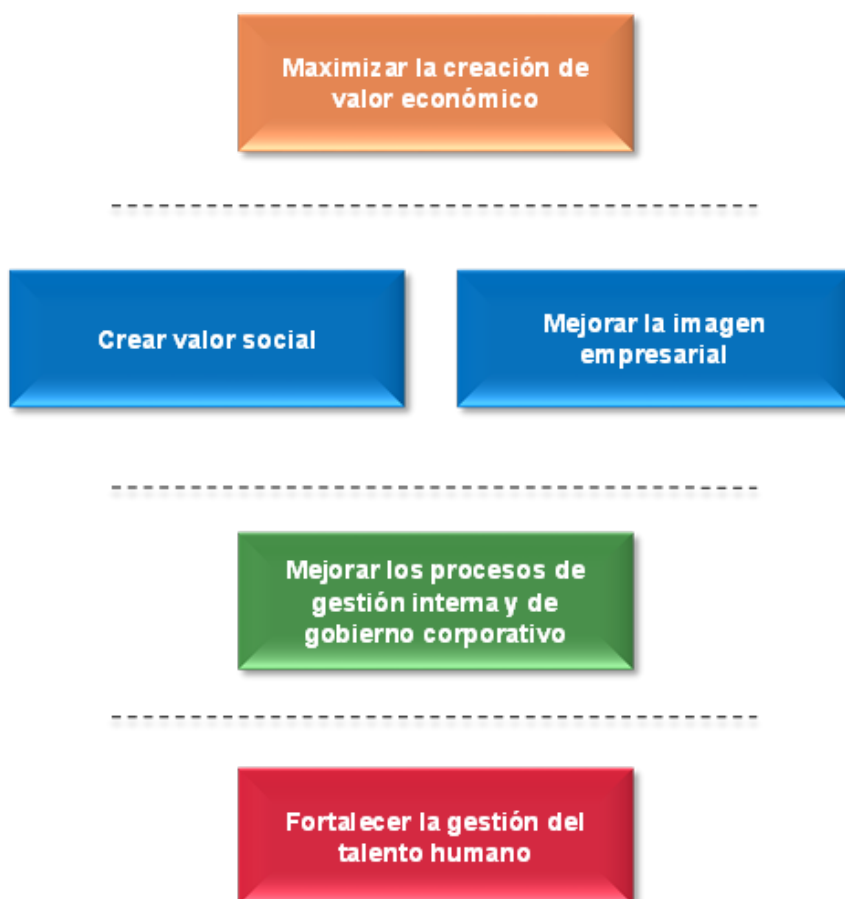 Maximizar la creación de
valor económico
Crear valor social
Mejorar la imagen
empresarial
Mejorar los procesos de
gestión interna y de
gobierno corporativo
Fortalecer la gestión del
talento humano